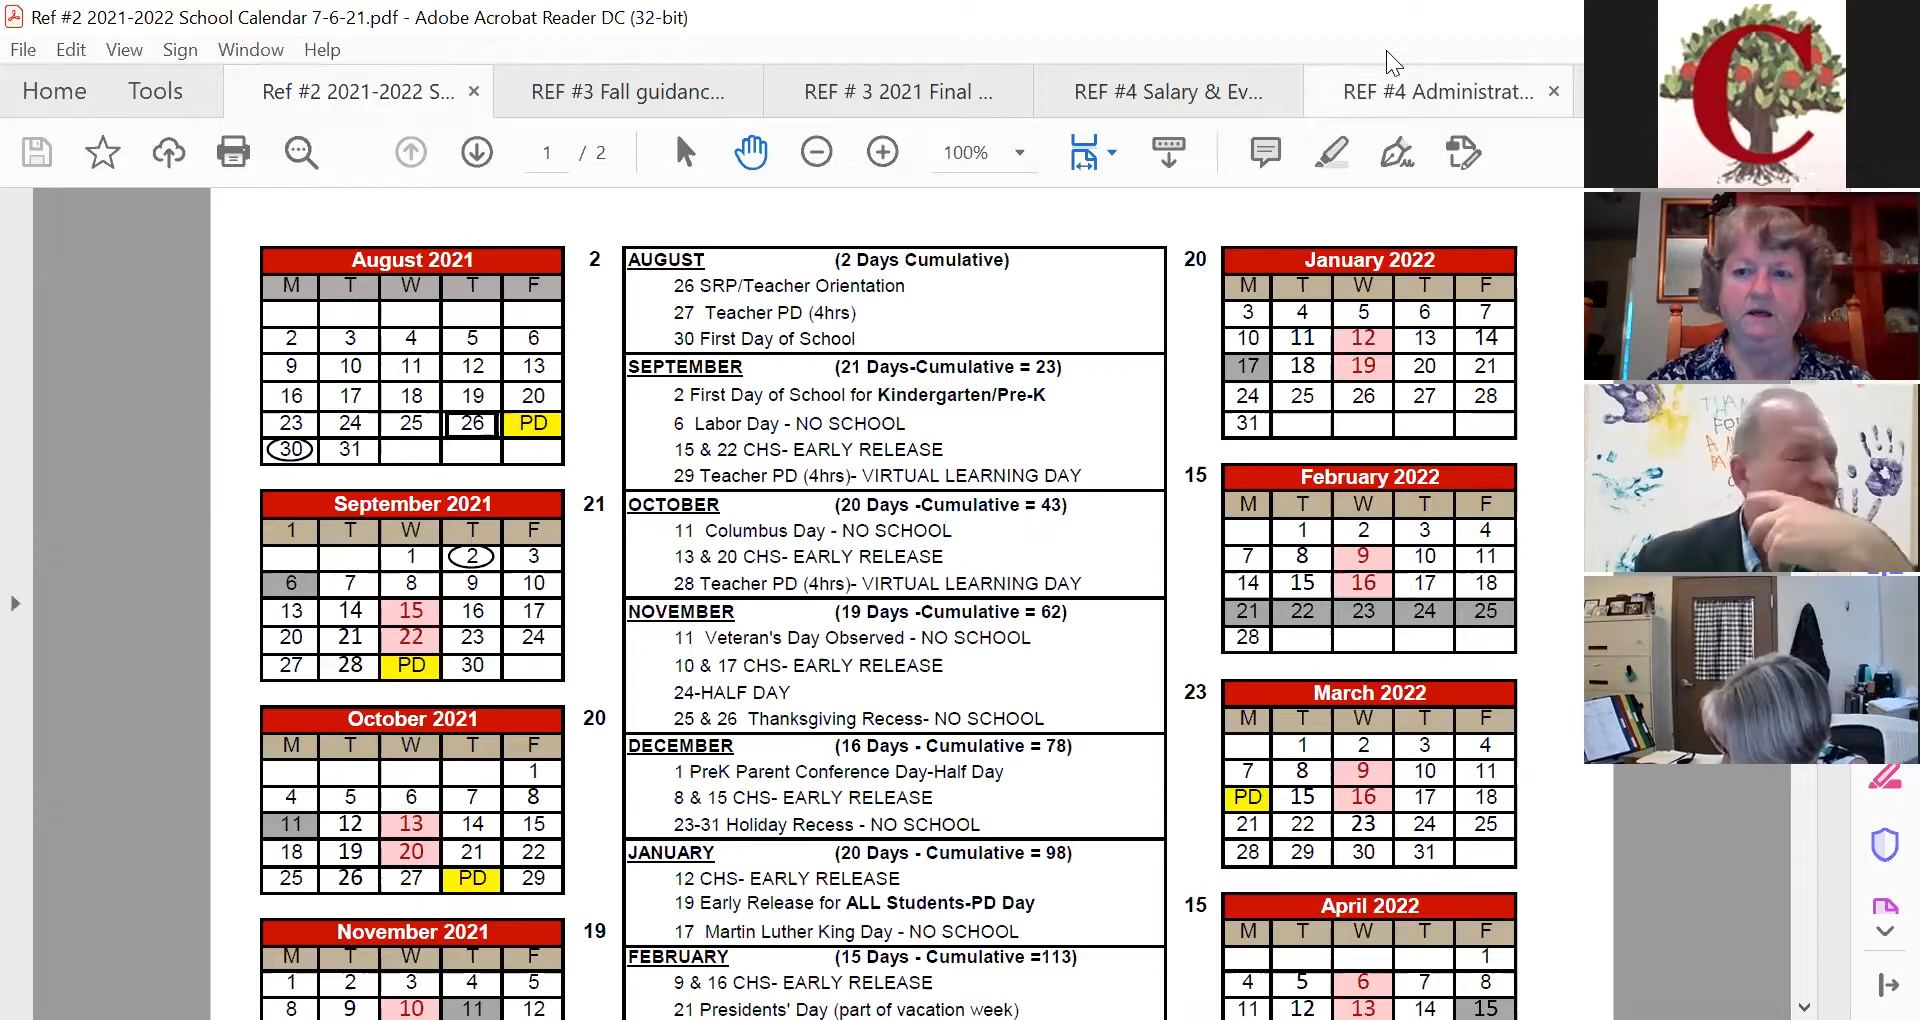 Ref #2 2021-2022 School Calendar 7-6-21.pdf - Adobe Acrobat Reader DC (32-bit)
File Edit View Sign Window Help
Home Tools Ref #2 2021-2022 S... × REF #3 Fall guidanc... REF # 3 2021 Final ... REF #4 Salary & Ev... REF #4 Administrat... ×
1 / 2 100%
C
August 2021
M T W T F
2 3 4 5 6
9 10 11 12 13
16 17 18 19 20
23 24 25 26 PD
30 31
2
September 2021
1 T W T F
1 2 3
6 7 8 9 10
13 14 15 16 17
20 21 22 23 24
27 28 PD 30
21
October 2021
M T W T F
1
4 5 6 7 8
11 12 13 14 15
18 19 20 21 22
25 26 27 PD 29
20
November 2021
M T W T F
1 2 3 4 5
8 9 10 11 12
19
AUGUST (2 Days Cumulative)
26 SRP/Teacher Orientation
27 Teacher PD (4hrs)
30 First Day of School
SEPTEMBER (21 Days-Cumulative = 23)
2 First Day of School for Kindergarten/Pre-K
6 Labor Day - NO SCHOOL
15 & 22 CHS- EARLY RELEASE
29 Teacher PD (4hrs)- VIRTUAL LEARNING DAY
OCTOBER (20 Days-Cumulative = 43)
11 Columbus Day - NO SCHOOL
13 & 20 CHS- EARLY RELEASE
28 Teacher PD (4hrs)- VIRTUAL LEARNING DAY
NOVEMBER (19 Days -Cumulative = 62)
11 Veteran's Day Observed - NO SCHOOL
10 & 17 CHS- EARLY RELEASE
24-HALF DAY
25 & 26 Thanksgiving Recess- NO SCHOOL
DECEMBER (16 Days - Cumulative = 78)
1 PreK Parent Conference Day-Half Day
8 & 15 CHS- EARLY RELEASE
23-31 Holiday Recess - NO SCHOOL
JANUARY (20 Days - Cumulative = 98)
12 CHS- EARLY RELEASE
19 Early Release for ALL Students-PD Day
17 Martin Luther King Day - NO SCHOOL
FEBRUARY (15 Days - Cumulative =113)
9 & 16 CHS- EARLY RELEASE
21 Presidents' Day (part of vacation week)
20
January 2022
M T W T F
3 4 5 6 7
10 11 12 13 14
17 18 19 20 21
24 25 26 27 28
31
15
February 2022
M T W T F
1 2 3 4
7 8 9 10 11
14 15 16 17 18
21 22 23 24 25
28
23
March 2022
M T W T F
1 2 3 4
7 8 9 10 11
PD 15 16 17 18
21 22 23 24 25
28 29 30 31
15
April 2022
M T W T F
1
4 5 6 7 8
11 12 13 14 15